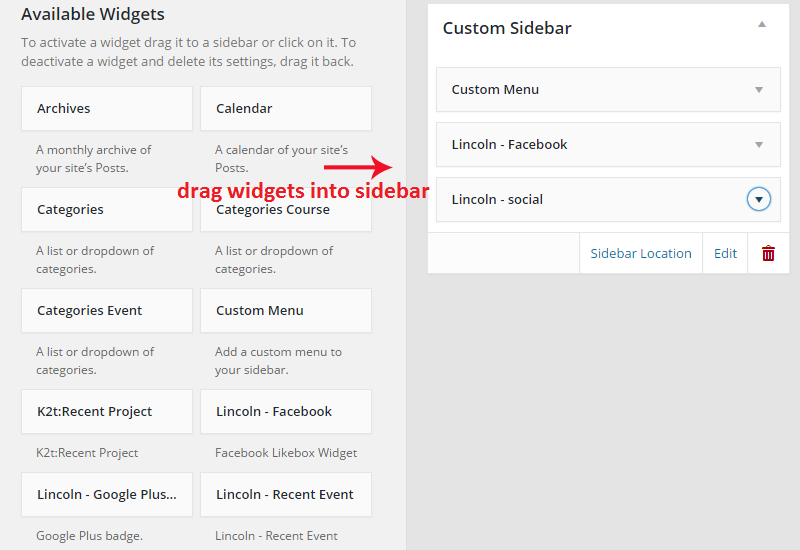 Available Widgets
To activate a widget drag it to a sidebar or click on it. To
deactivate a widget and delete its settings, drag it back.
Archives
Calendar
A monthly archive of
your site's Posts.
A calendar of your site's
Posts.
drag widgets into sidebar
Categories
Categories Course
A list or dropdown of
categories.
A list or dropdown of
categories.
Categories Event
Custom Menu
A list or dropdown of
categories.
Add a custom menu to
your sidebar.
K2t:Recent Project
Lincoln - Facebook
K2t:Recent Project
Facebook Likebox Widget
Lincoln - Google Plus...
Lincoln - Recent Event
Google Plus badge.
Lincoln - Recent Event
Custom Sidebar
Custom Menu
Lincoln - Facebook
Lincoln - social
Sidebar Location
Edit